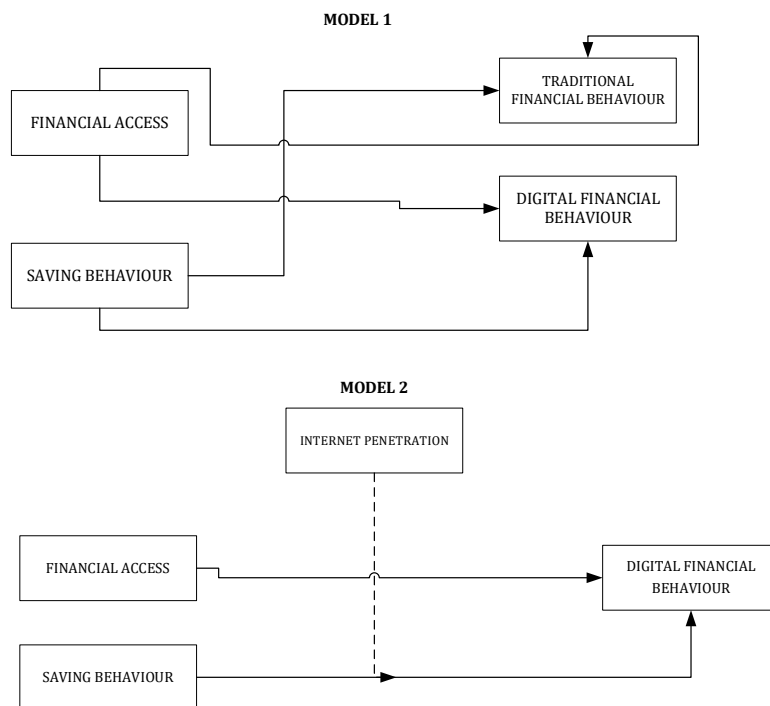 MODEL 1
TRADITIONAL
FINANCIAL BEHAVIOUR
FINANCIAL ACCESS
DIGITAL FINANCIAL
BEHAVIOUR
SAVING BEHAVIOUR
MODEL 2
INTERNET PENETRATION
FINANCIAL ACCESS
DIGITAL FINANCIAL
BEHAVIOUR
SAVING BEHAVIOUR